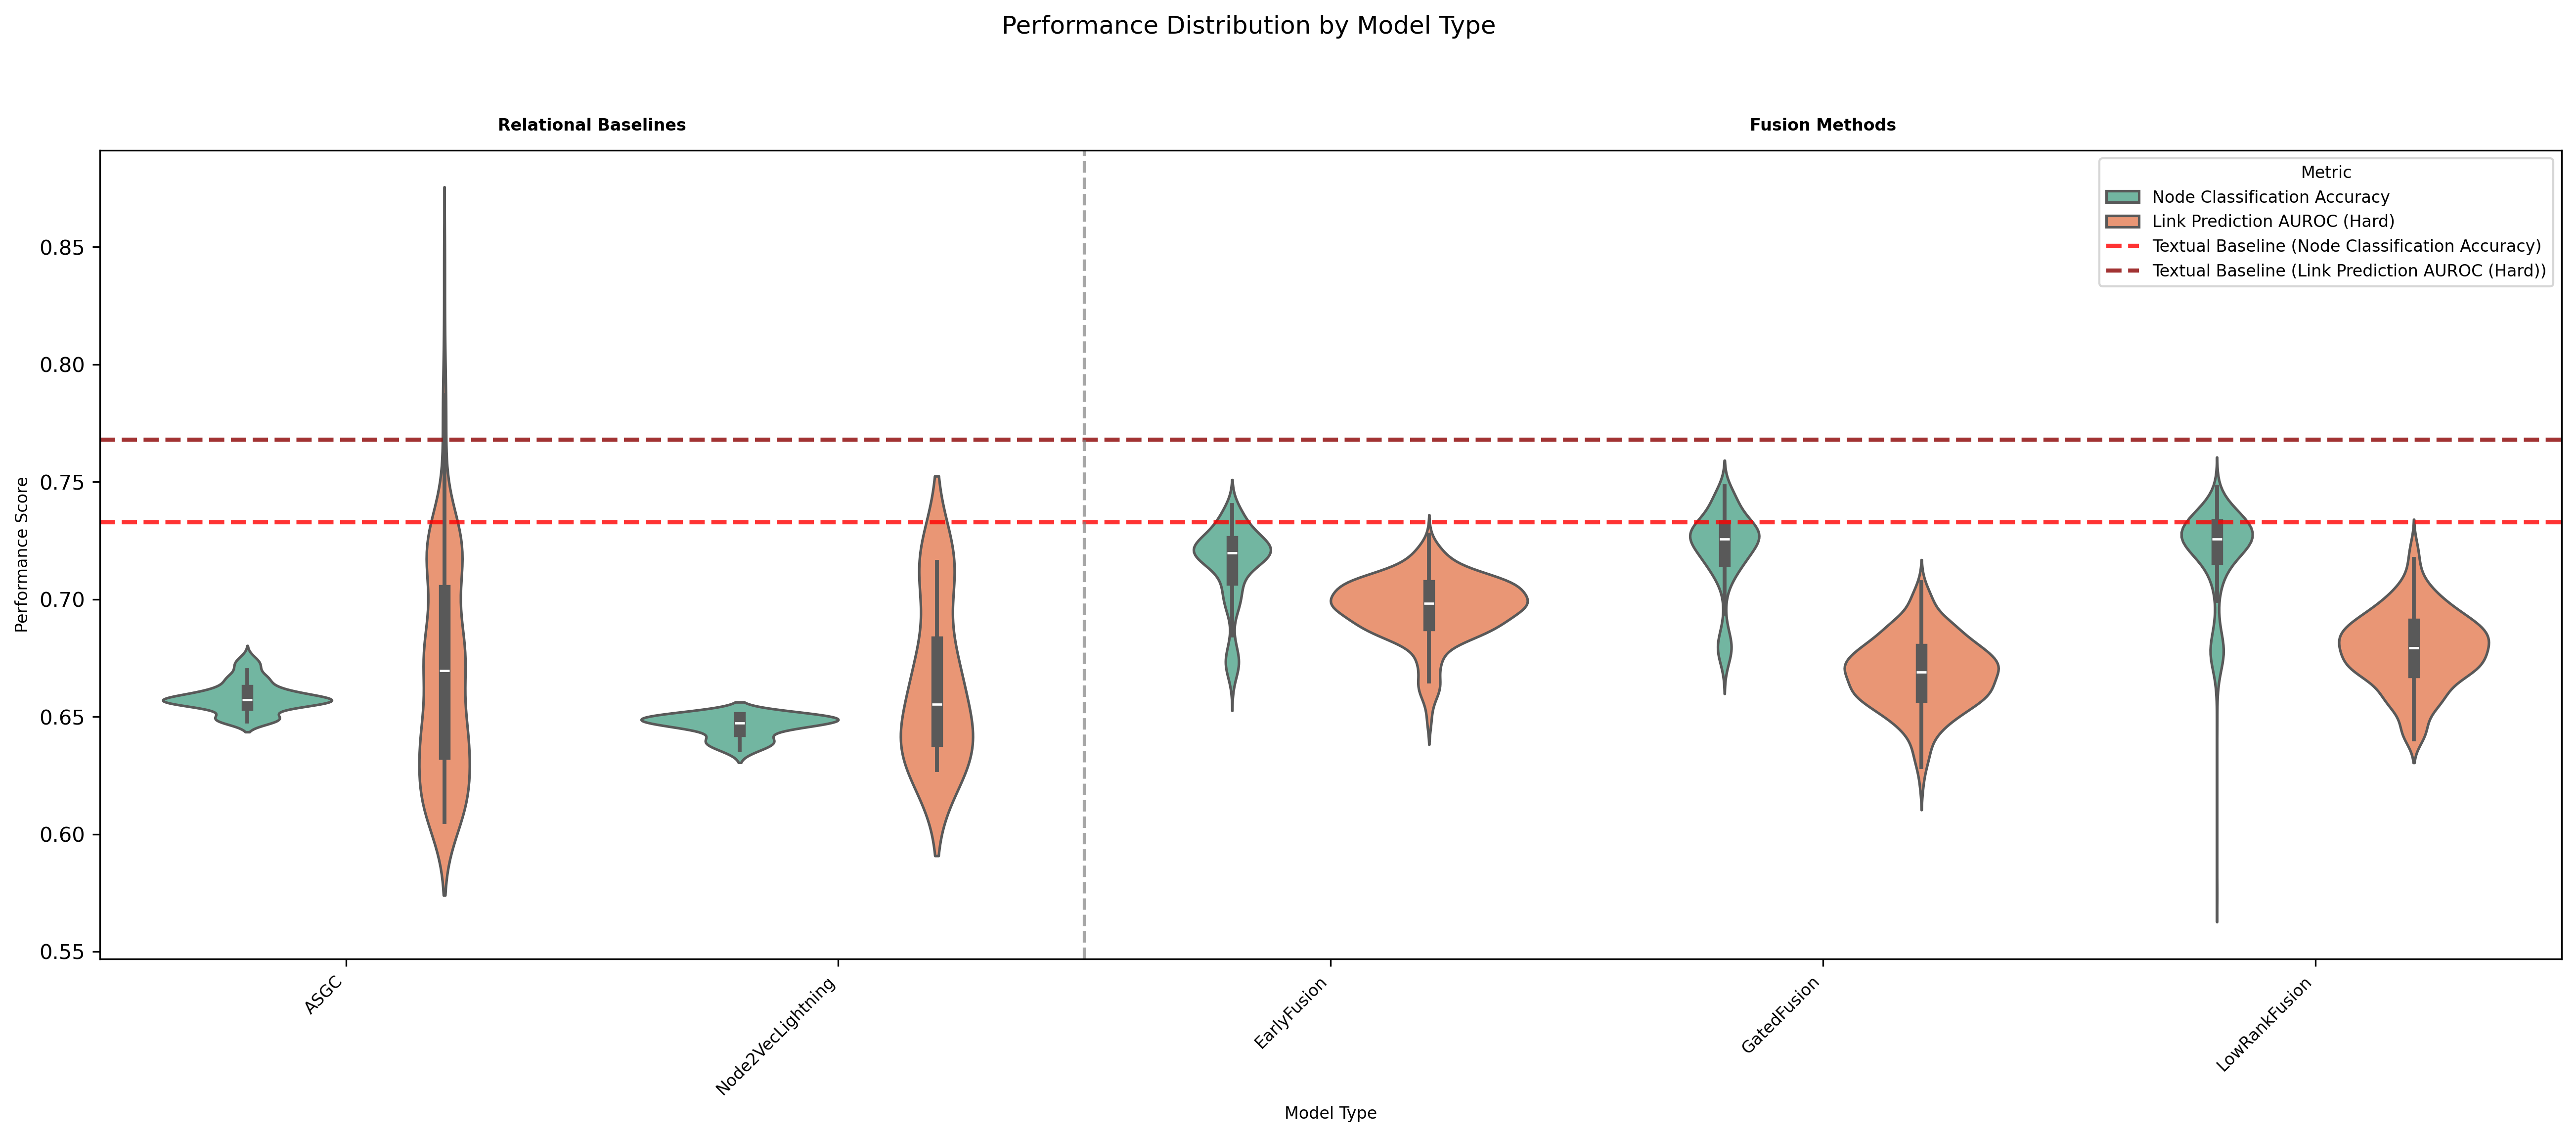 Performance Distribution by Model Type
Relational Baselines
Fusion Methods
Metric
Node Classification Accuracy
Link Prediction AUROC (Hard)
Textual Baseline (Node Classification Accuracy)
Textual Baseline (Link Prediction AUROC (Hard))
Performance Score
0.85
0.80
0.75
0.70
0.65
0.60
0.55
ASGC
Node2VecLightning
EarlyFusion
GatedFusion
LowRankFusion
Model Type